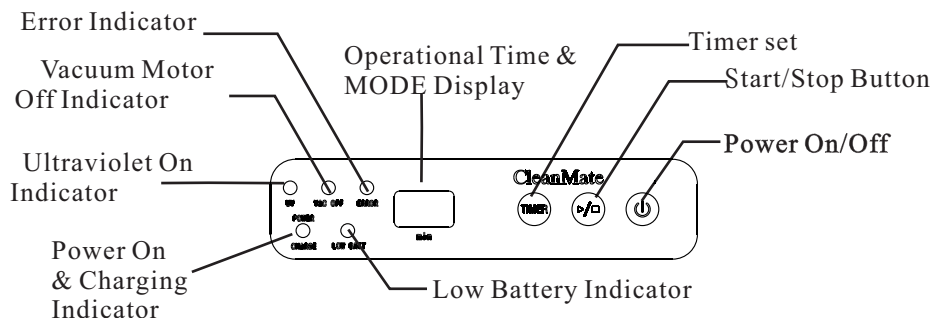 Error Indicator
Operational Time &
MODE Display
Timer set
Vacuum Motor
Off Indicator
Start/Stop Button
Power On/Off
Ultraviolet On
Indicator
CleanMate
UV
VAC OFF
ERROR
TIMER
POWER
CHARGE
LOW BATT
min
Power On
& Charging
Indicator
Low Battery Indicator